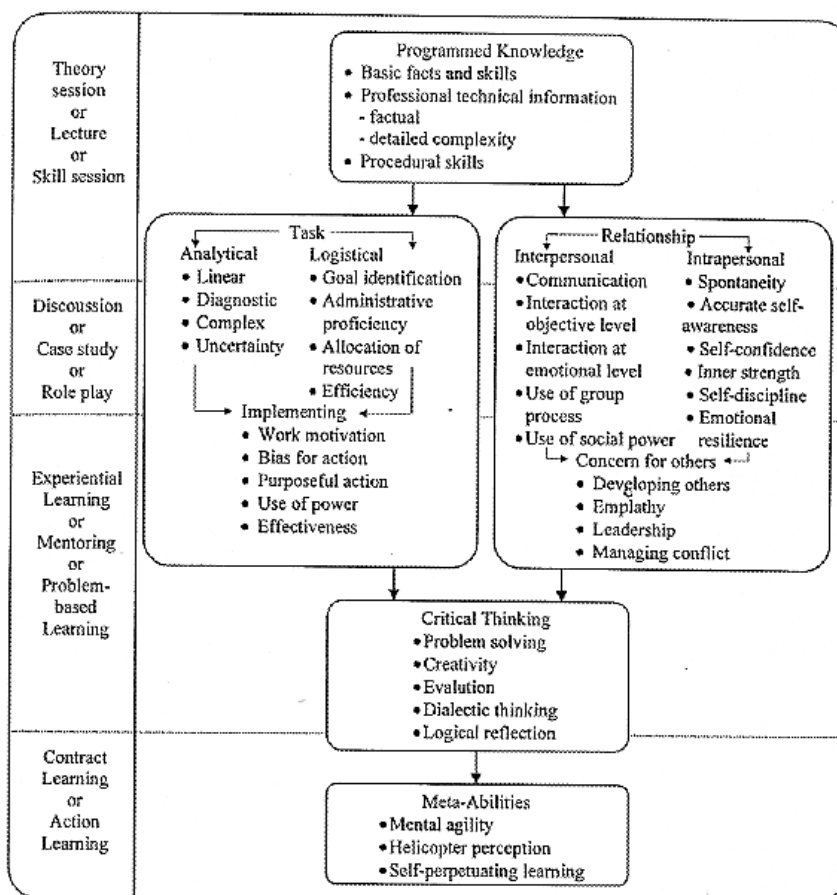 Theory
session
or
Lecture
or
Skill session
Discoussion
or
Case study
or
Role play
Experiential
Learning
or
Mentoring
or
Problem-
based
Learning
Contract
Learning
or
Action
Learning
Programmed Knowledge
• Basic facts and skills
• Professional technical information
- factual
- detailed complexity
• Procedural skills
Task
Analytical
• Linear
• Diagnostic
• Complex
• Uncertainty
Logistical
• Goal identification
• Administrative
proficiency
• Allocation of
resources
• Efficiency
Implementing
• Work motivation
• Bias for action
• Purposeful action
• Use of power
• Effectiveness
Relationship
Interpersonal
• Communication
• Interaction at
objective level
• Interaction at
emotional level
• Use of group
process
• Use of social power
Intrapersonal
• Spontaneity
• Accurate self-
awareness
• Self-confidence
• Inner strength
• Self-discipline
• Emotional
resilience
Concern for others
• Developing others
• Emplathy
• Leadership
• Managing conflict
Critical Thinking
• Problem solving
• Creativity
• Evalution
• Dialectic thinking
• Logical reflection
Meta-Abilities
• Mental agility
• Helicopter perception
• Self-perpetuating learning